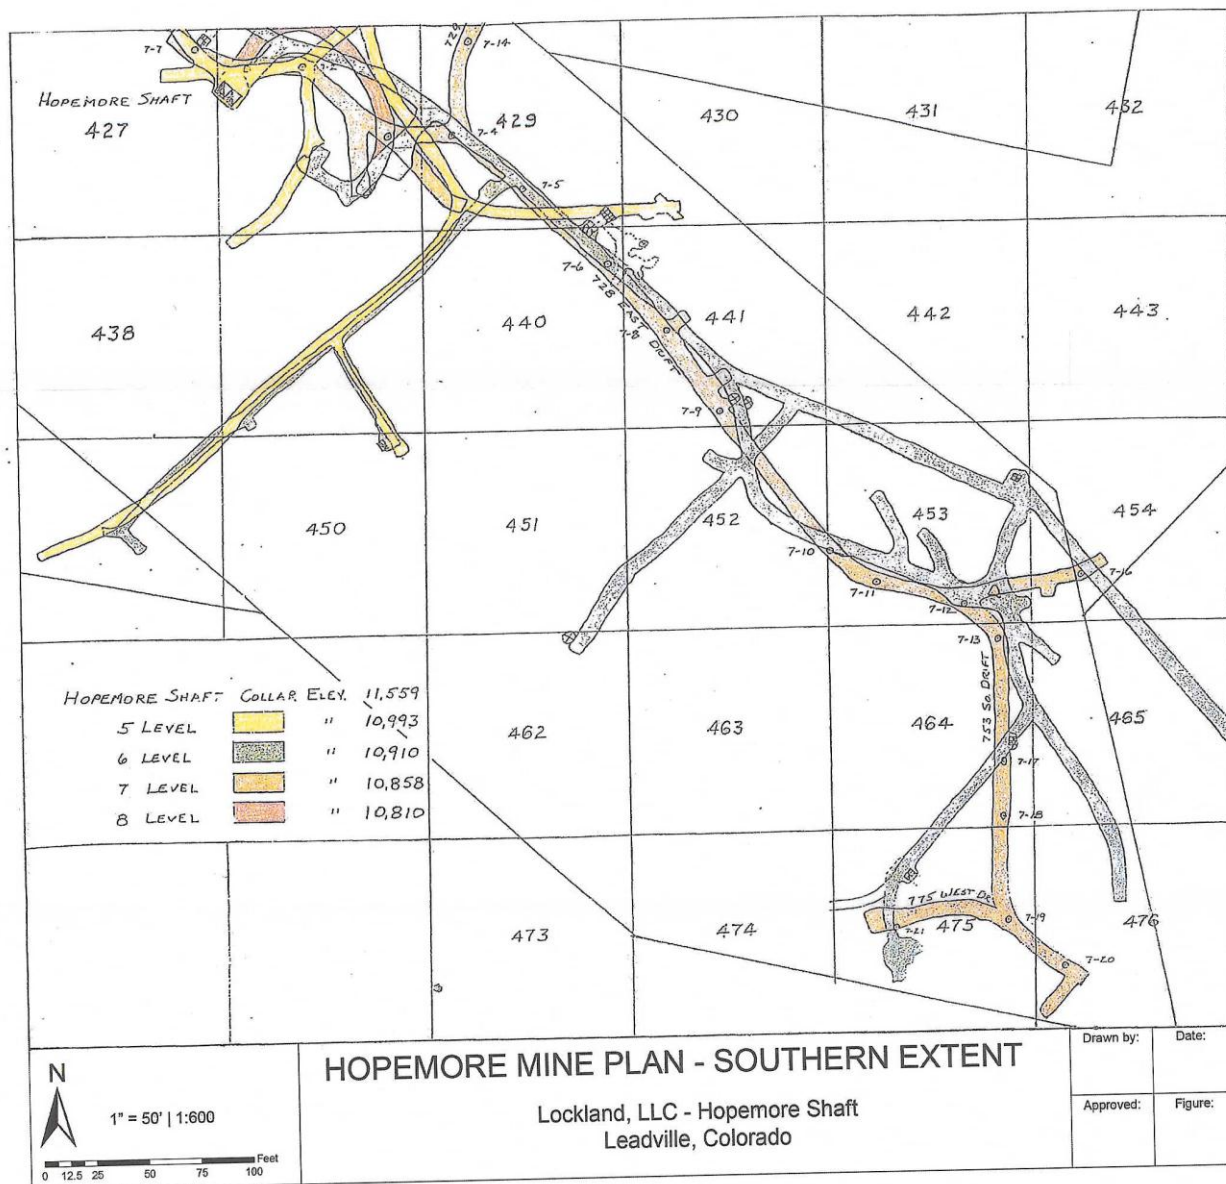 7-7
7-2
729
7-14
HOPEMORE SHAFT
427
429
430
431
432
7-4
7-5
7-6
728 EAST DRIFT
7-8
438
440
441
442
443
7-9
450
451
452
453
454
7-10
7-11
7-12
7-16
7-13
753 SO. DRIFT
HOPEMORE SHAFT COLLAR ELEV. 11,559
5 LEVEL " 10,993
6 LEVEL " 10,910
7 LEVEL " 10,858
8 LEVEL " 10,810
462
463
464
465
7-17
7-18
775 WEST DR.
7-21
475
7-19
476
473
474
7-20
N
1" = 50' | 1:600
Feet
0 12.5 25 50 75 100
HOPEMORE MINE PLAN - SOUTHERN EXTENT
Lockland, LLC - Hopemore Shaft
Leadville, Colorado
Drawn by:
Date:
Approved:
Figure: